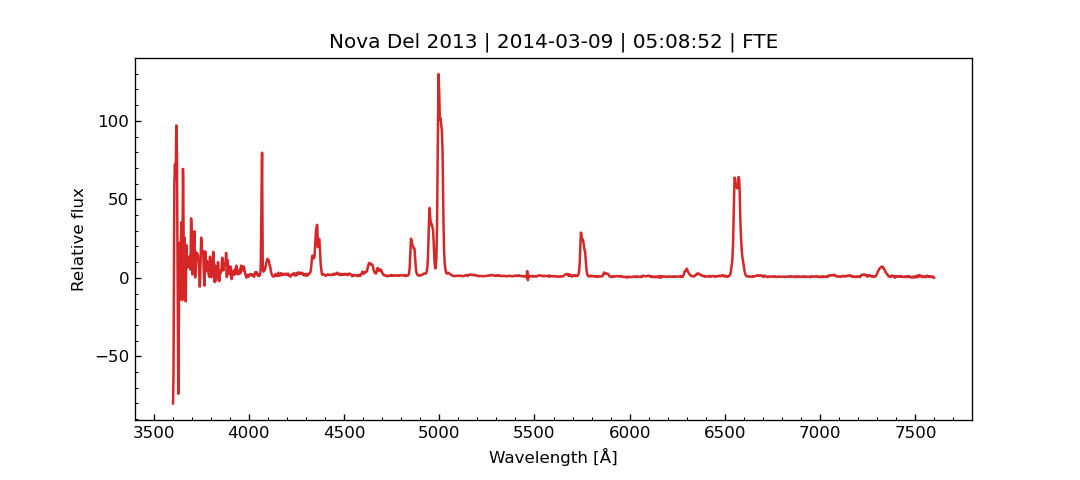 Nova Del 2013 | 2014-03-09 | 05:08:52 | FTE
100
50
0
−50
Relative flux
3500 4000 4500 5000 5500 6000 6500 7000 7500
Wavelength [Å]